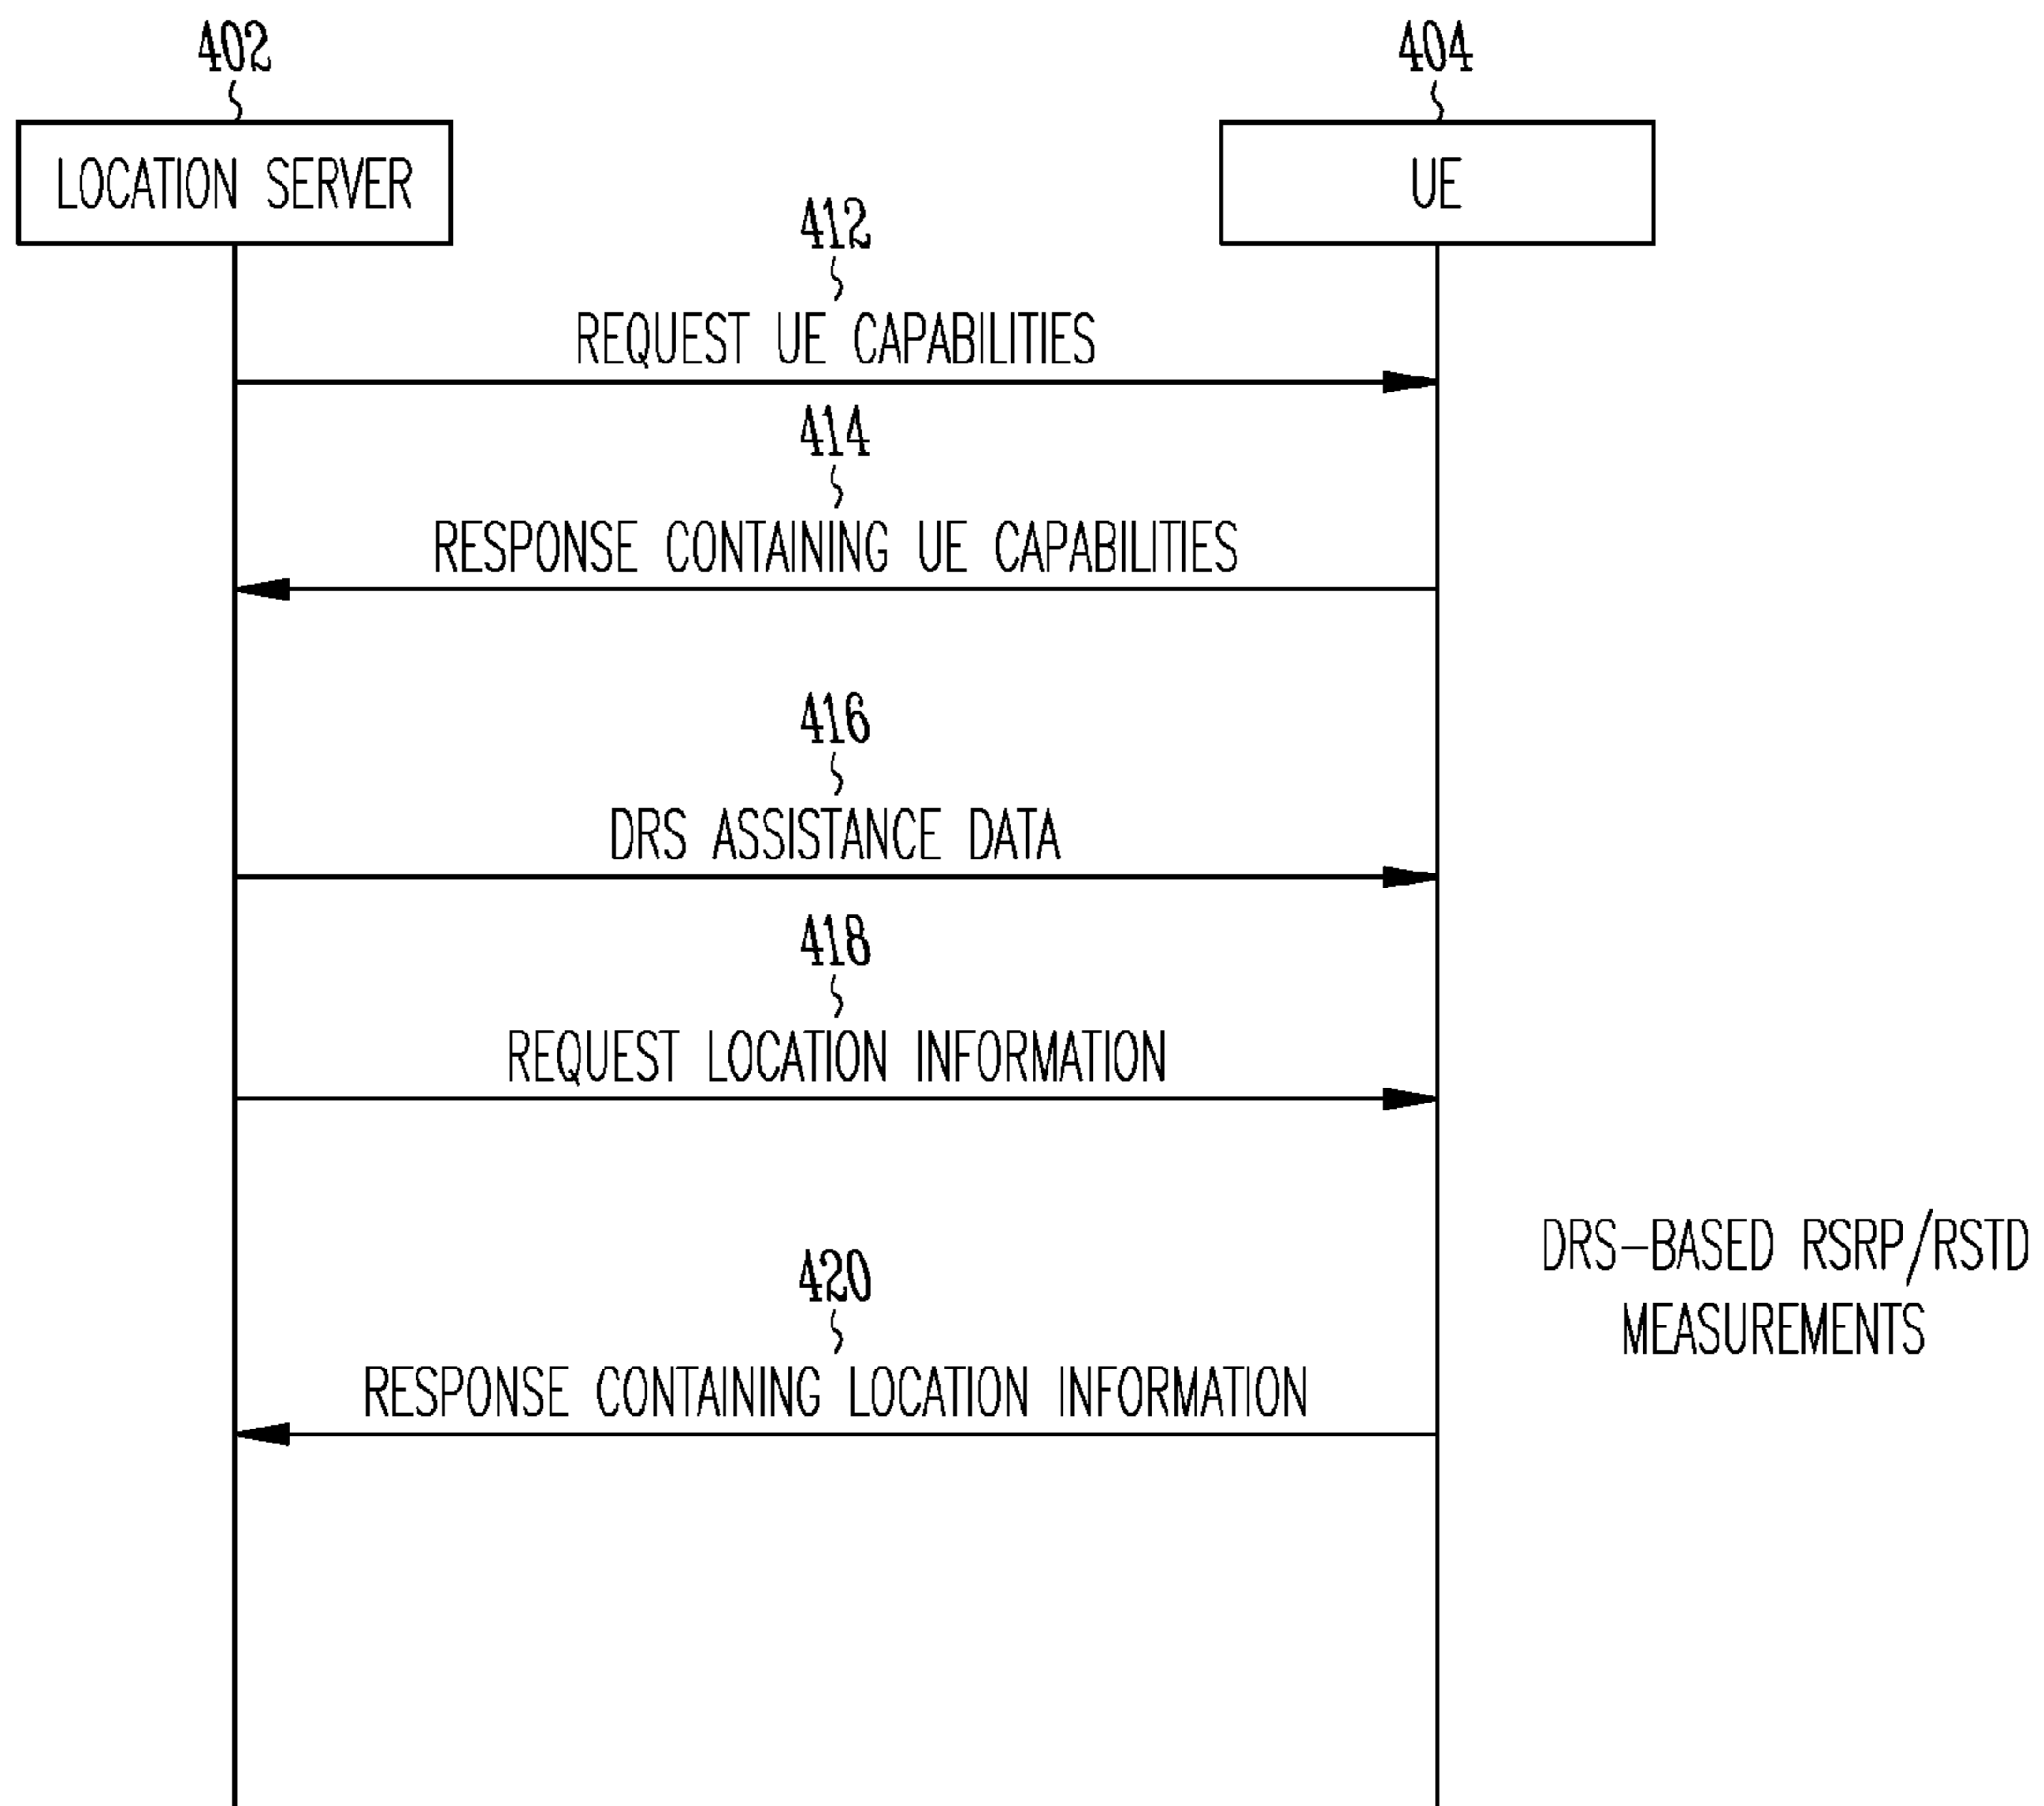 402
404
LOCATION SERVER
UE
412
REQUEST UE CAPABILITIES
414
RESPONSE CONTAINING UE CAPABILITIES
416
DRS ASSISTANCE DATA
418
REQUEST LOCATION INFORMATION
DRS-BASED RSRP/RSTD
MEASUREMENTS
420
RESPONSE CONTAINING LOCATION INFORMATION